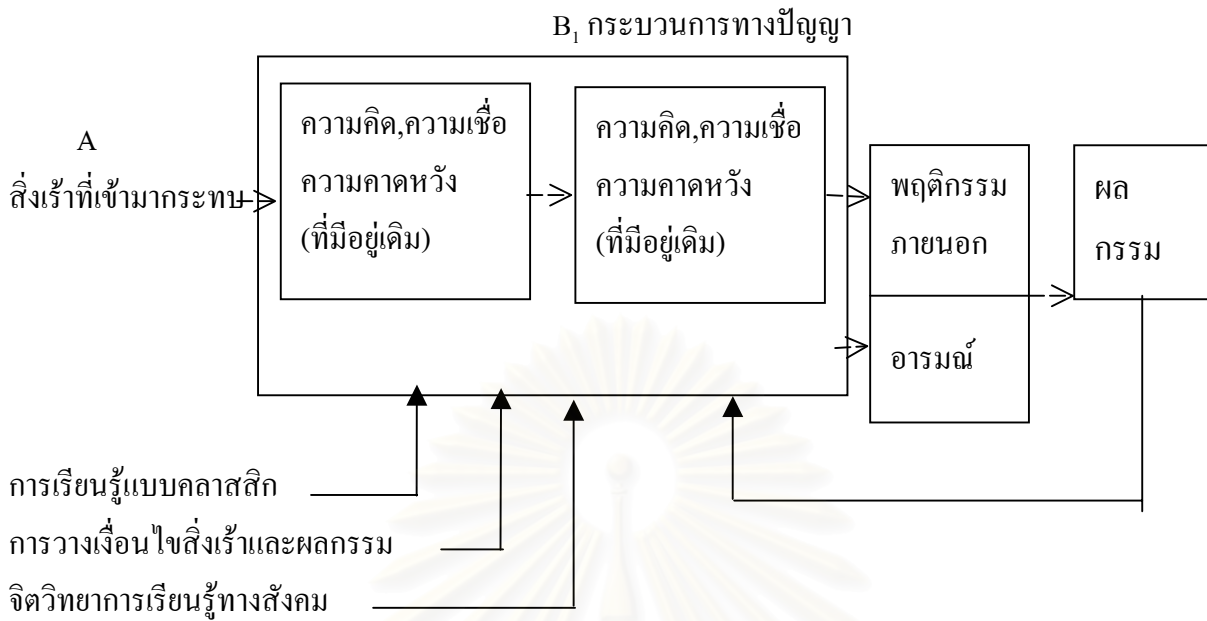 B₁ กระบวนการทางปัญญา
A
สิ่งเร้าที่เข้ามากระทบ
ความคิด,ความเชื่อ
ความคาดหวัง
(ที่มีอยู่เดิม)
ความคิด,ความเชื่อ
ความคาดหวัง
(ที่มีอยู่เดิม)
พฤติกรรม
ภายนอก
อารมณ์
ผล
กรรม
การเรียนรู้แบบคลาสสิก
การวางเงื่อนไขสิ่งเร้าและผลกรรม
จิตวิทยาการเรียนรู้ทางสังคม